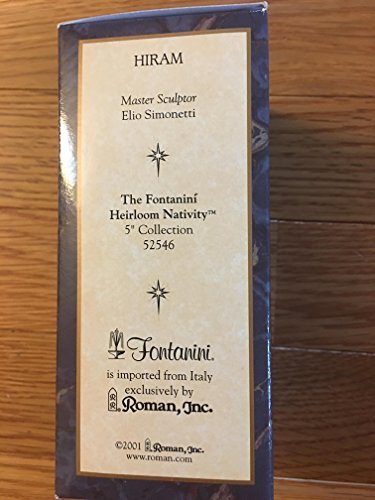 HIRAM
Master Sculptor
Elio Simonetti
The Fontaniní
Heirloom Nativity™
5" Collection
52546
Fontanini®
is imported from Italy
exclusively by
Roman, Inc.
©2001 Roman, Inc.
www.roman.com